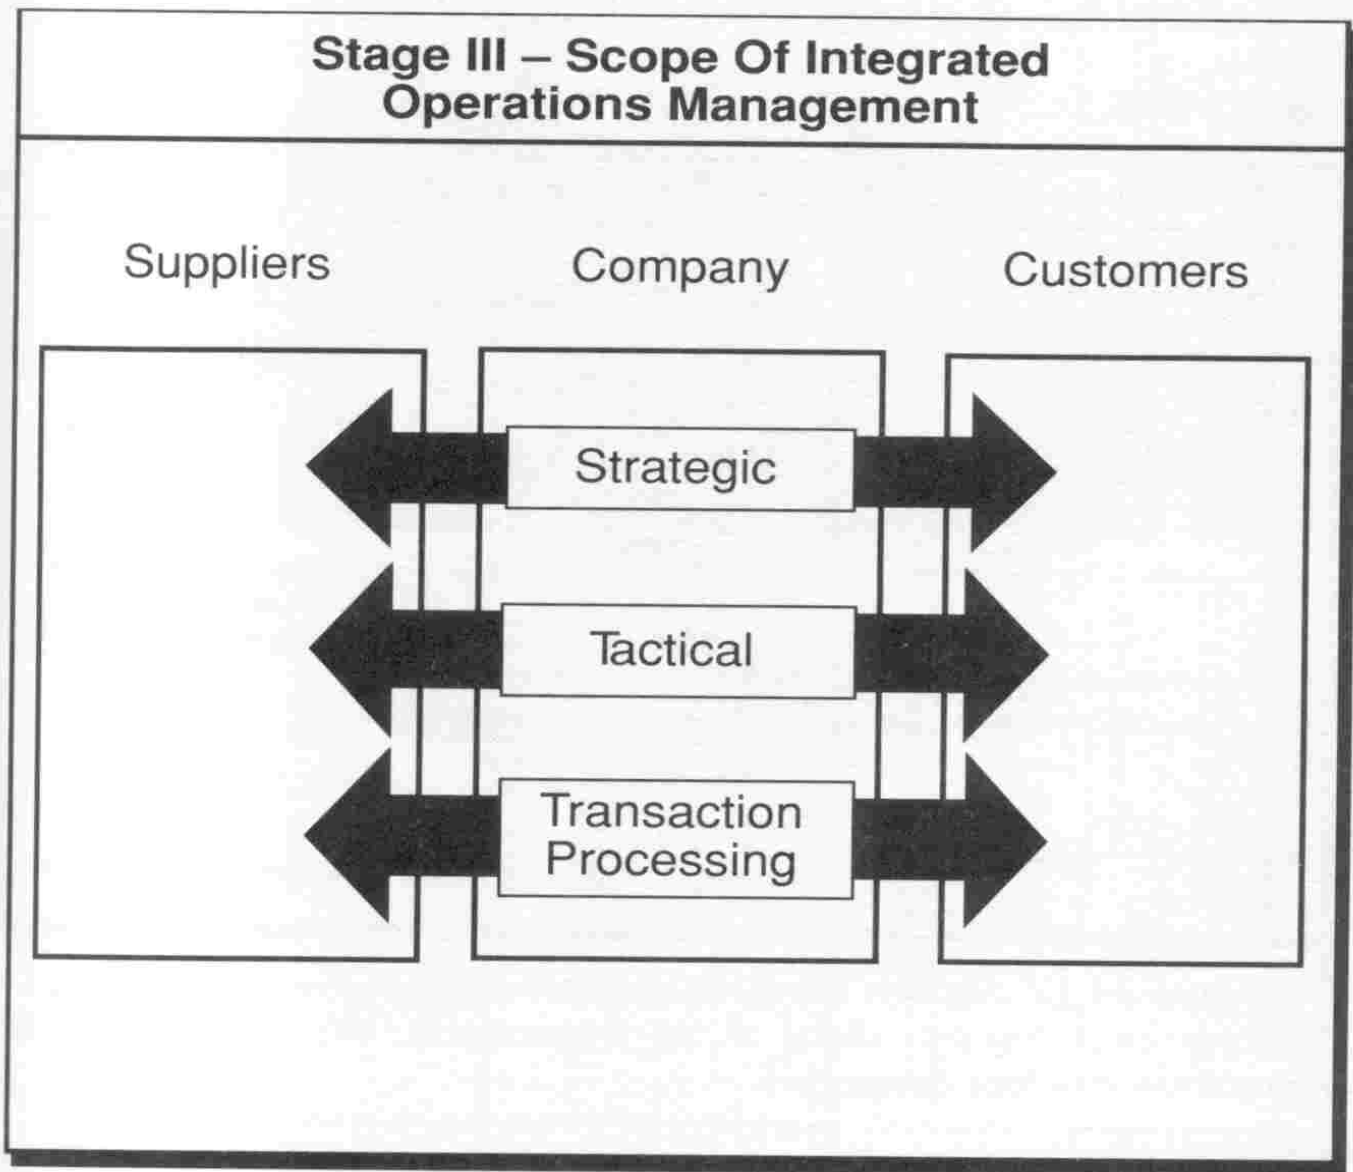 Stage III – Scope Of Integrated
Operations Management
Suppliers
Company
Customers
Strategic
Tactical
Transaction
Processing